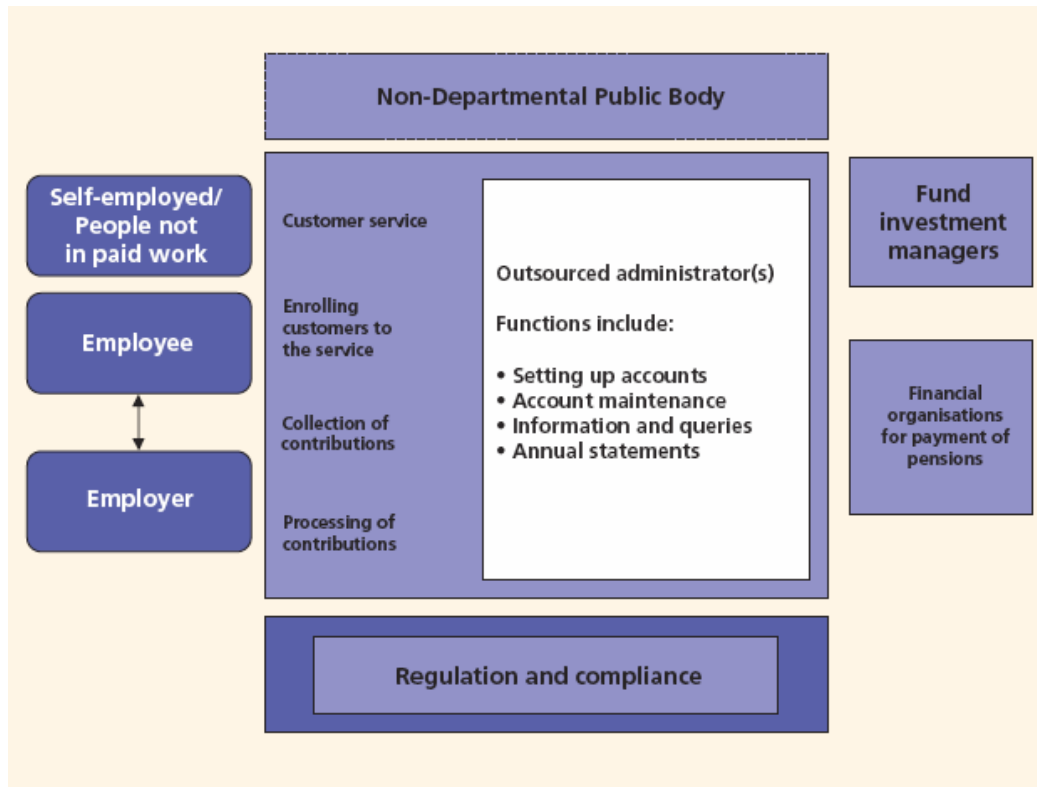 Non-Departmental Public Body
Self-employed/
People not
in paid work
Employee
Employer
Customer service
Enrolling
customers to
the service
Collection of
contributions
Processing of
contributions
Outsourced administrator(s)
Functions include:
• Setting up accounts
• Account maintenance
• Information and queries
• Annual statements
Fund
investment
managers
Financial
organisations
for payment of
pensions
Regulation and compliance